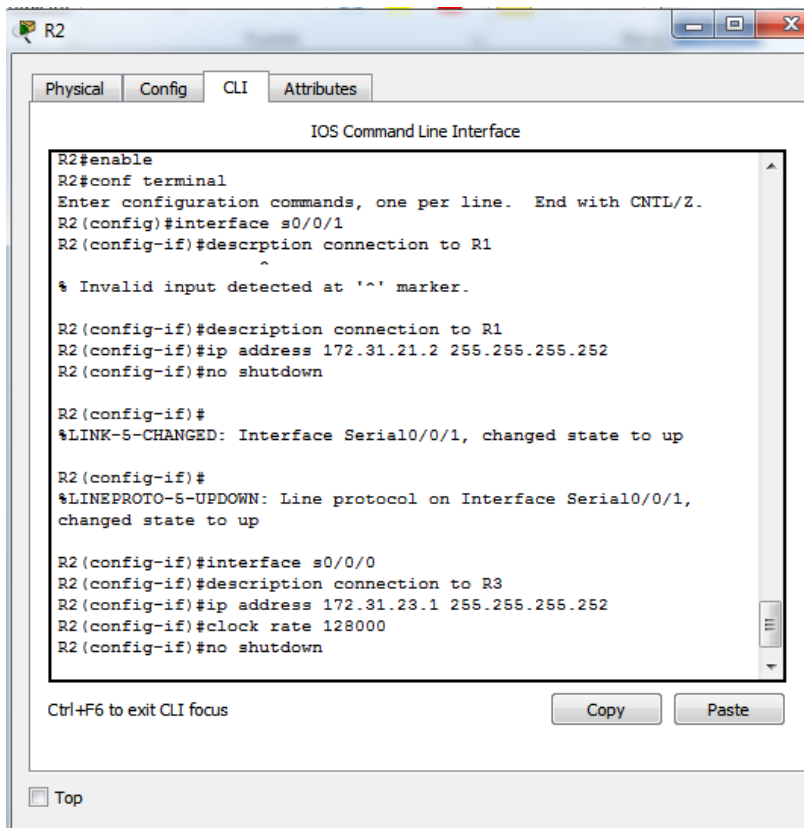 R2
Physical Config CLI Attributes
IOS Command Line Interface
R2#enable
R2#conf terminal
Enter configuration commands, one per line. End with CNTL/Z.
R2(config)#interface s0/0/1
R2(config-if)#descrption connection to R1
^
% Invalid input detected at '^' marker.
R2(config-if)#description connection to R1
R2(config-if)#ip address 172.31.21.2 255.255.255.252
R2(config-if)#no shutdown
R2(config-if)#
%LINK-5-CHANGED: Interface Serial0/0/1, changed state to up
R2(config-if)#
%LINEPROTO-5-UPDOWN: Line protocol on Interface Serial0/0/1,
changed state to up
R2(config-if)#interface s0/0/0
R2(config-if)#description connection to R3
R2(config-if)#ip address 172.31.23.1 255.255.255.252
R2(config-if)#clock rate 128000
R2(config-if)#no shutdown
Ctrl+F6 to exit CLI focus
Copy Paste
Top